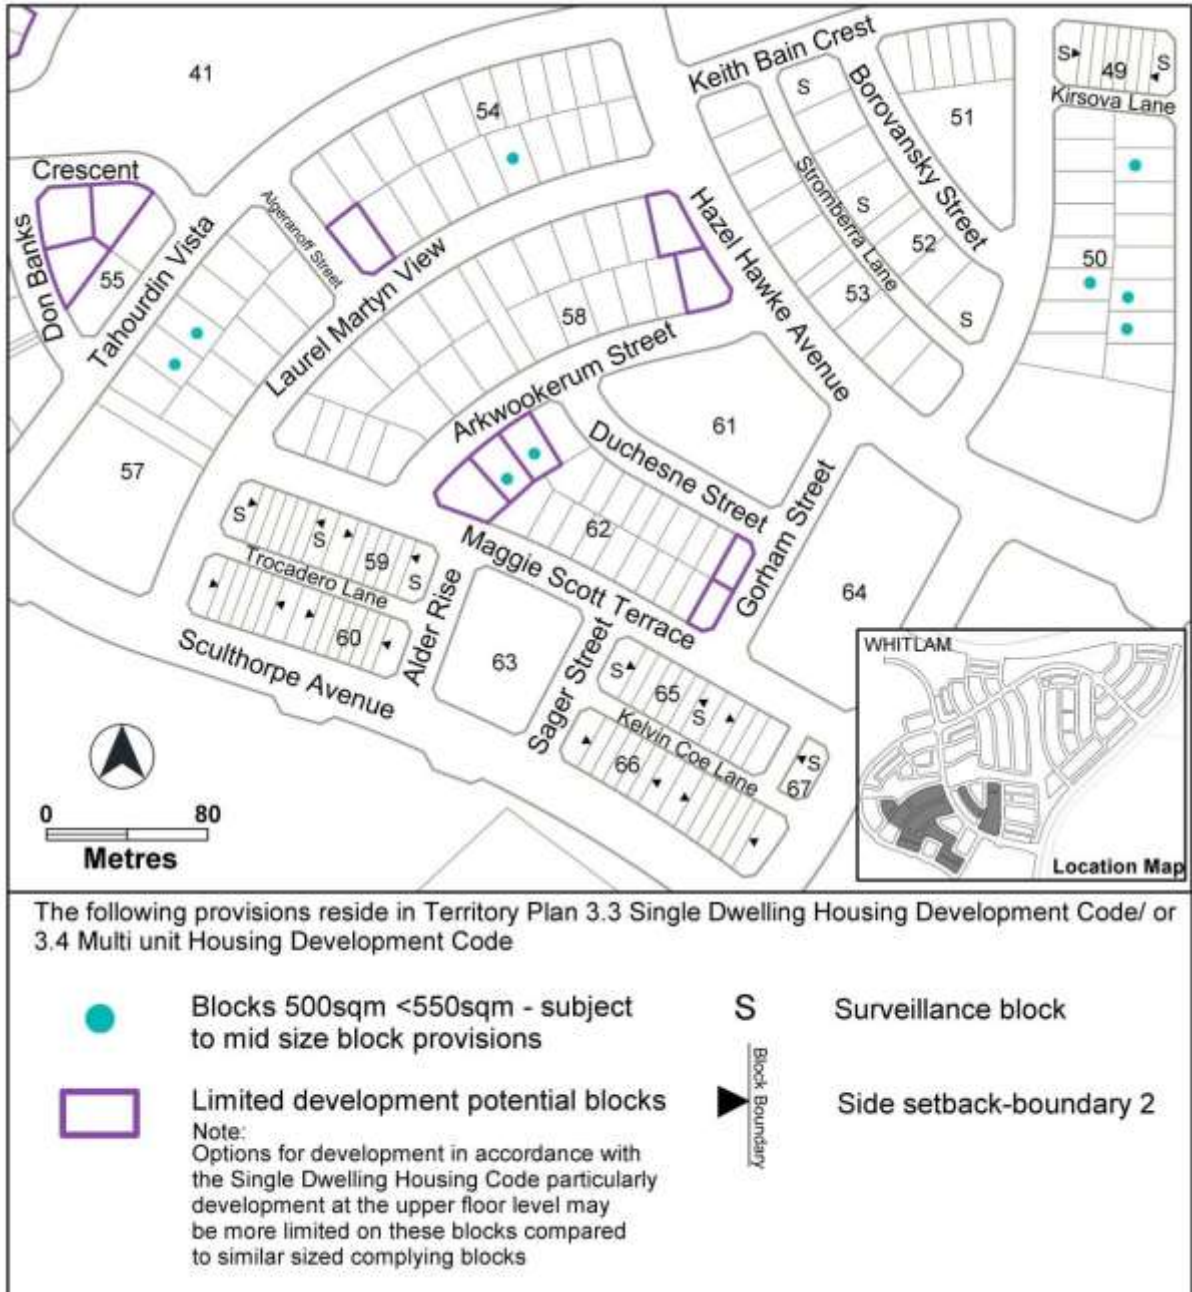 41
54
Keith Bain Crest
S
Borovansky Street
51
S
49
S
Kirsova Lane
Crescent
Don Banks
55
Tahourdin Vista
Algeranoff Street
Laurel Martyn View
Hazel Hawke Avenue
Stromberra Lane
S
52
53
S
50
58
Arkwookerum Street
57
61
Duchesne Street
62
Maggie Scott Terrace
Gorham Street
64
S
S
59
S
Trocadero Lane
60
Alder Rise
Sculthorpe Avenue
63
Sager Street
S
65
S
Kelvin Coe Lane
66
S
67
WHITLAM
Location Map
0 80
Metres
The following provisions reside in Territory Plan 3.3 Single Dwelling Housing Development Code/ or
3.4 Multi unit Housing Development Code
Blocks 500sqm <550sqm - subject
to mid size block provisions
S
Surveillance block
Limited development potential blocks
Note:
Options for development in accordance with
the Single Dwelling Housing Code particularly
development at the upper floor level may
be more limited on these blocks compared
to similar sized complying blocks
Block Boundary
Side setback-boundary 2